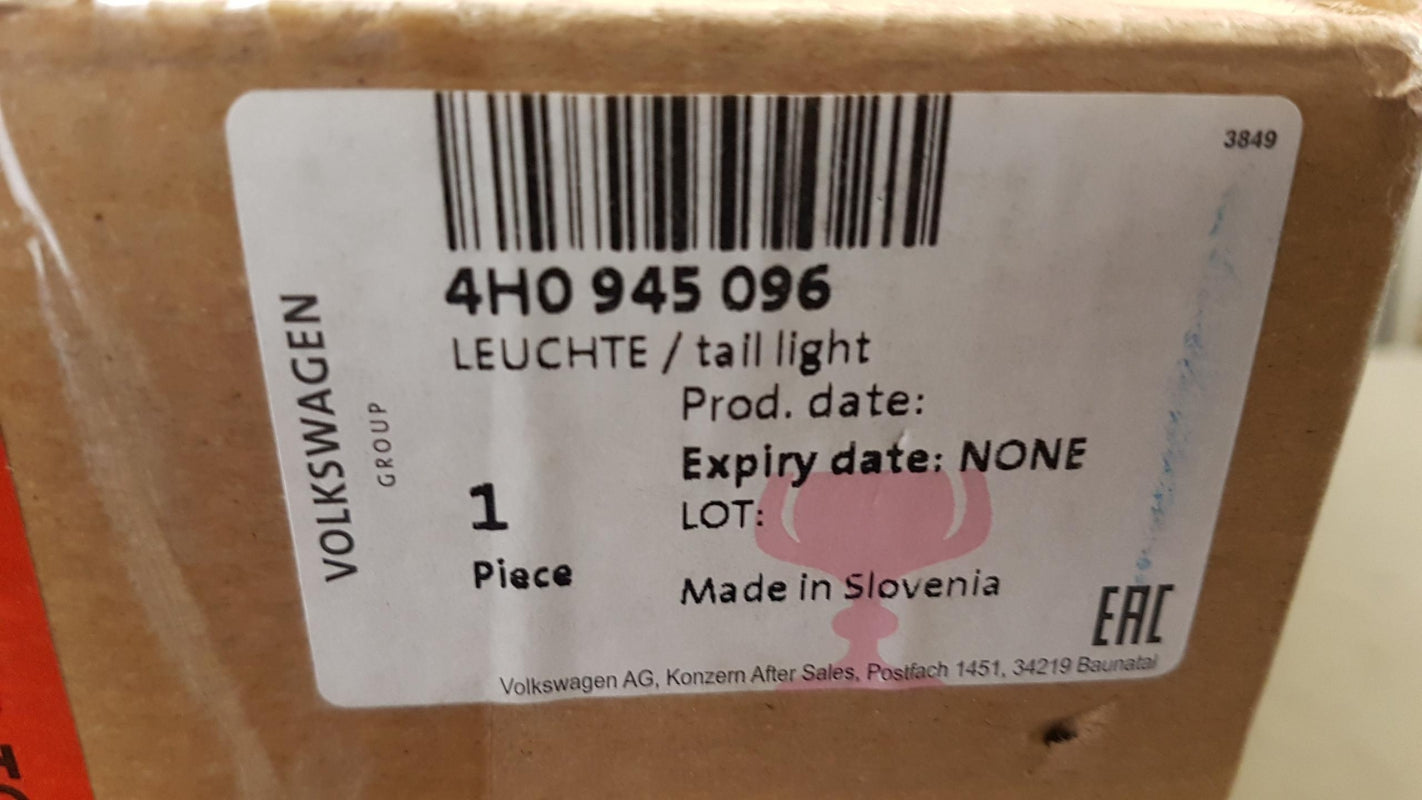 3849
4H0 945 096
LEUCHTE / tail light
Prod. date:
Expiry date: NONE
LOT:
1
Piece
Made in Slovenia
EAC
Volkswagen AG, Konzern After Sales, Postfach 1451, 34219 Baunatal
VOLKSWAGEN
GROUP